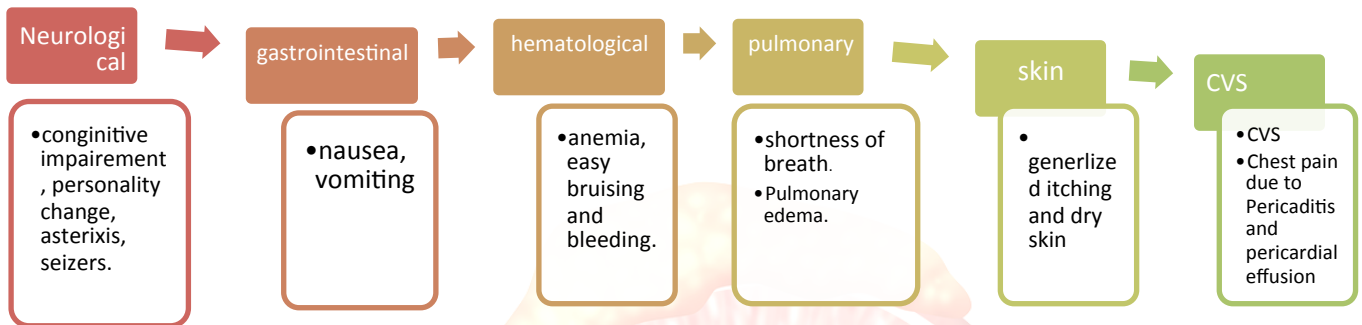 Neurologi
cal
•conginitive
impairement
, personality
change,
asterixis,
seizers.
gastrointestinal
•nausea,
vomiting
hematological
•anemia,
easy
bruising
and
bleeding.
pulmonary
•shortness of
breath.
•Pulmonary
edema.
skin
•
generlize
d itching
and dry
skin
CVS
•CVS
•Chest pain
due to
Pericaditis
and
pericardial
effusion